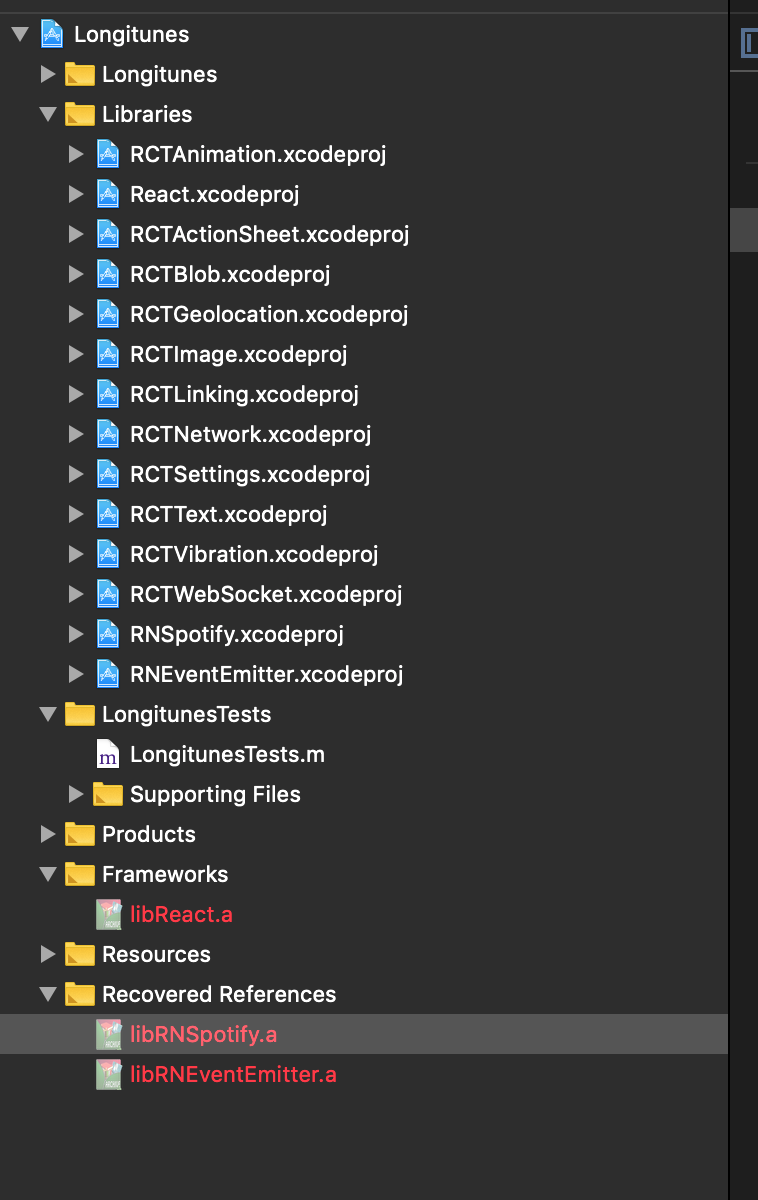 Longitunes
Longitunes
Libraries
RCTAnimation.xcodeproj
React.xcodeproj
RCTActionSheet.xcodeproj
RCTBlob.xcodeproj
RCTGeolocation.xcodeproj
RCTImage.xcodeproj
RCTLinking.xcodeproj
RCTNetwork.xcodeproj
RCTSettings.xcodeproj
RCTText.xcodeproj
RCTVibration.xcodeproj
RCTWebSocket.xcodeproj
RNSpotify.xcodeproj
RNEventEmitter.xcodeproj
LongitunesTests
m LongitunesTests.m
Supporting Files
Products
Frameworks
libReact.a
Resources
Recovered References
libRNSpotify.a
libRNEventEmitter.a